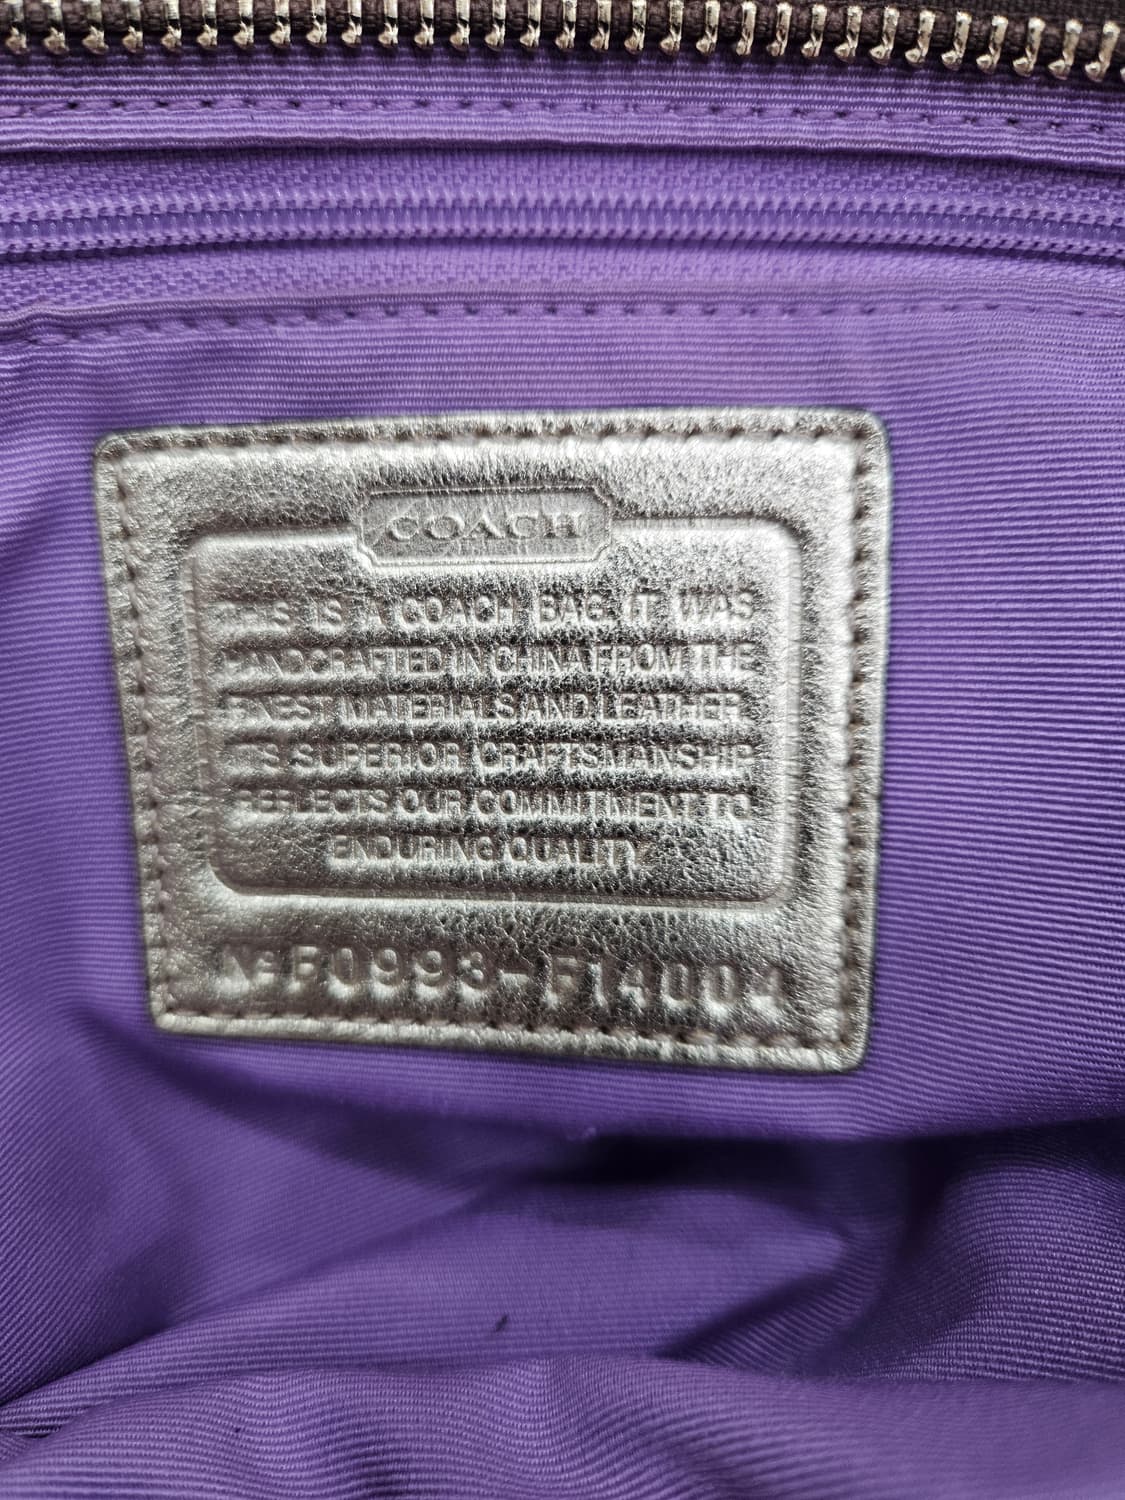 COACH
THIS IS A COACH BAG. IT WAS
HANDCRAFTED IN CHINA FROM THE
FINEST MATERIALS AND LEATHER.
IT'S SUPERIOR CRAFTSMANSHIP
REFLECTS OUR COMMITMENT TO
ENDURING QUALITY.
№ F0993-F14004